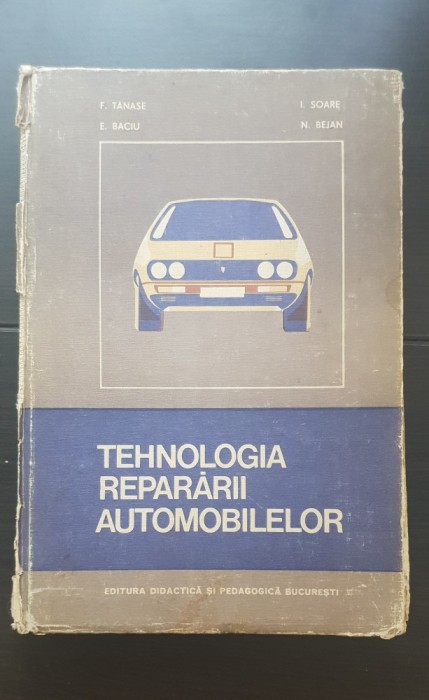 F. TĂNASE
I. SOARE
E. BACIU
N. BEJAN
TEHNOLOGIA
REPARĂRII
AUTOMOBILELOR
EDITURA DIDACTICĂ ȘI PEDAGOGICĂ BUCUREȘTI